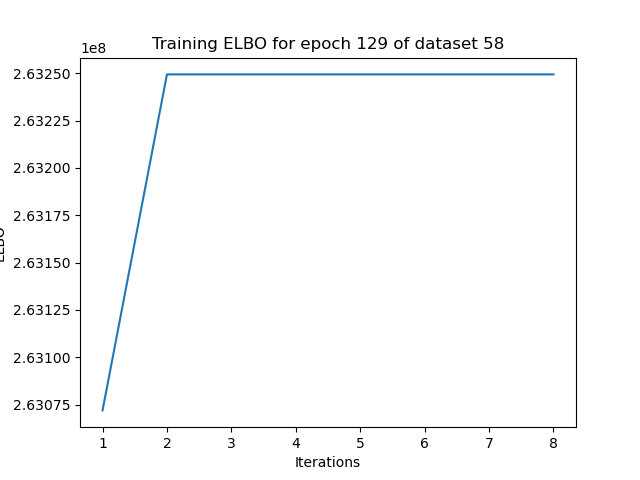 Training ELBO for epoch 129 of dataset 58
1e8
2.63250
2.63225
2.63200
2.63175
2.63150
2.63125
2.63100
2.63075
ELBO
1 2 3 4 5 6 7 8
Iterations